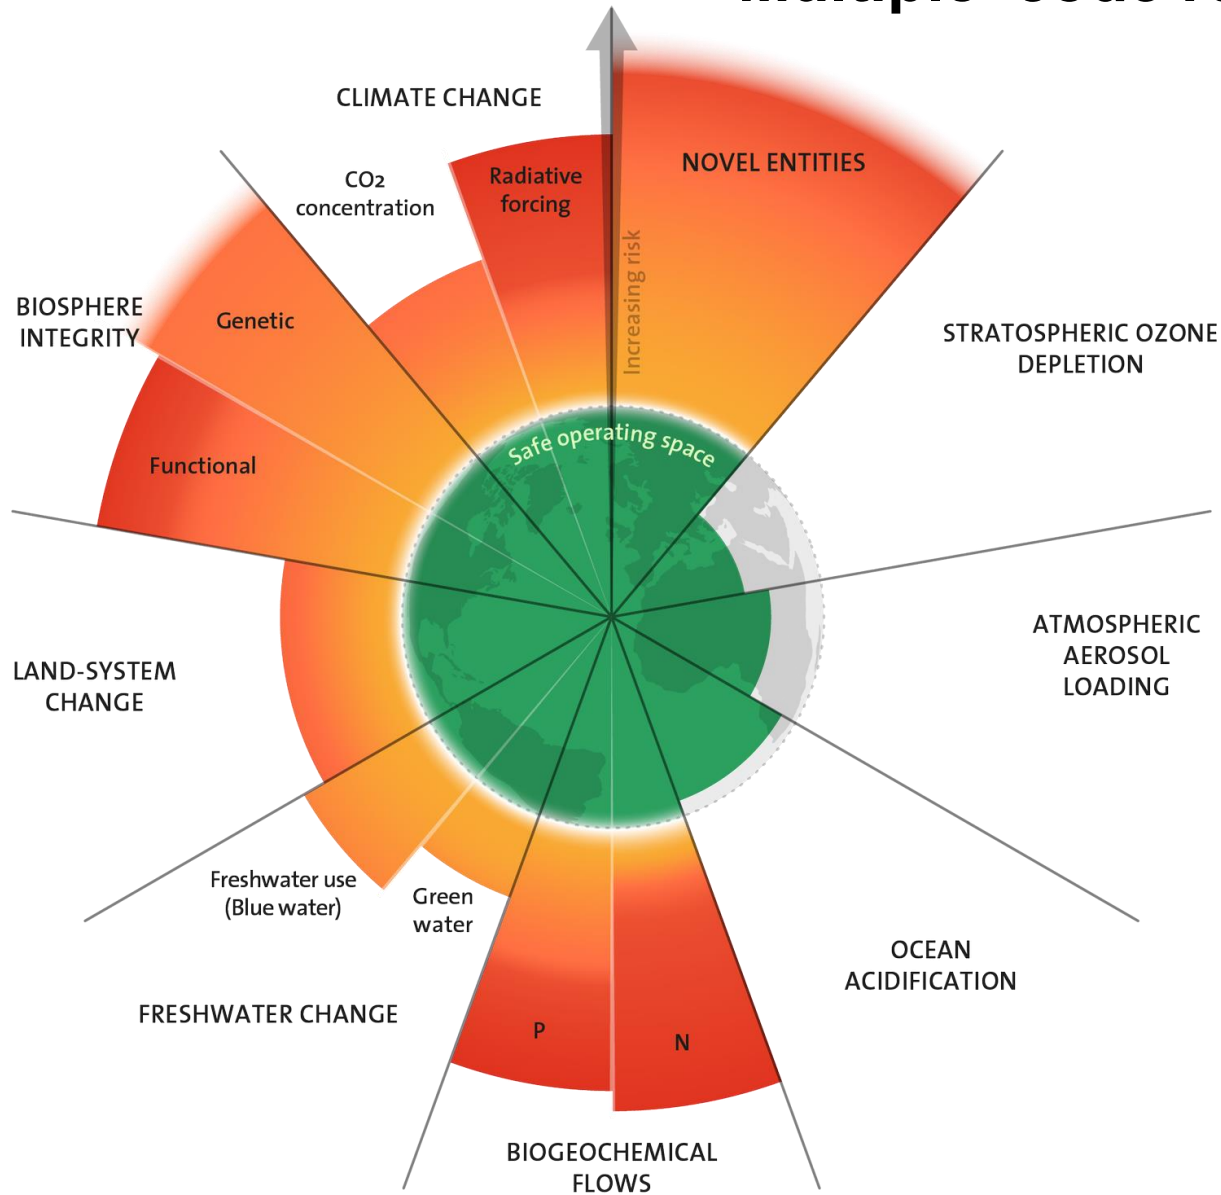 CLIMATE CHANGE
CO2
concentration
Radiative
forcing
NOVEL ENTITIES
Increasing risk
STRATOSPHERIC OZONE
DEPLETION
BIOSPHERE
INTEGRITY
Genetic
Functional
Safe operating space
ATMOSPHERIC
AEROSOL
LOADING
LAND-SYSTEM
CHANGE
Freshwater use
(Blue water)
Green
water
OCEAN
ACIDIFICATION
FRESHWATER CHANGE
P
N
BIOGEOCHEMICAL
FLOWS